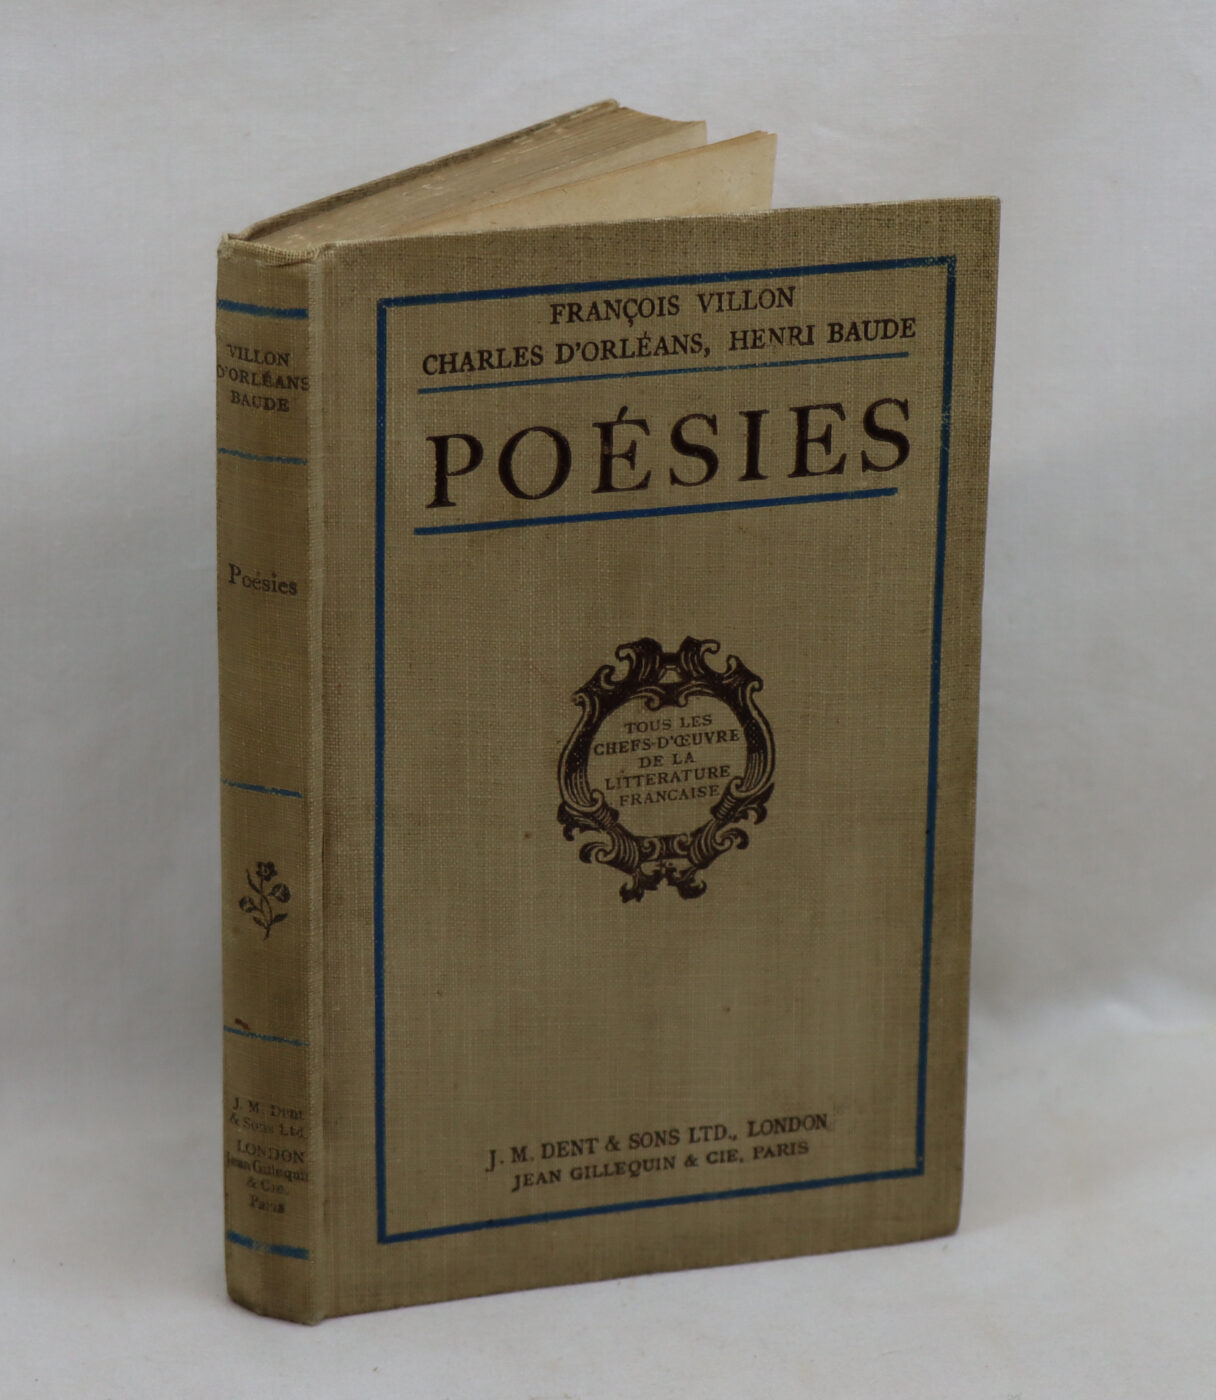 FRANÇOIS VILLON
CHARLES D'ORLÉANS, HENRI BAUDE
POÉSIES
TOUS LES
CHEFS-D'ŒUVRE
DE LA
LITTERATURE
FRANCAISE
J. M. DENT & SONS LTD., LONDON
JEAN GILLEQUIN & CIE, PARIS
VILLON
D'ORLÉANS
BAUDE
Poésies
J. M. Dent
& Sons Ltd.
LONDON
Jean Gillequin
& Cie.
Paris